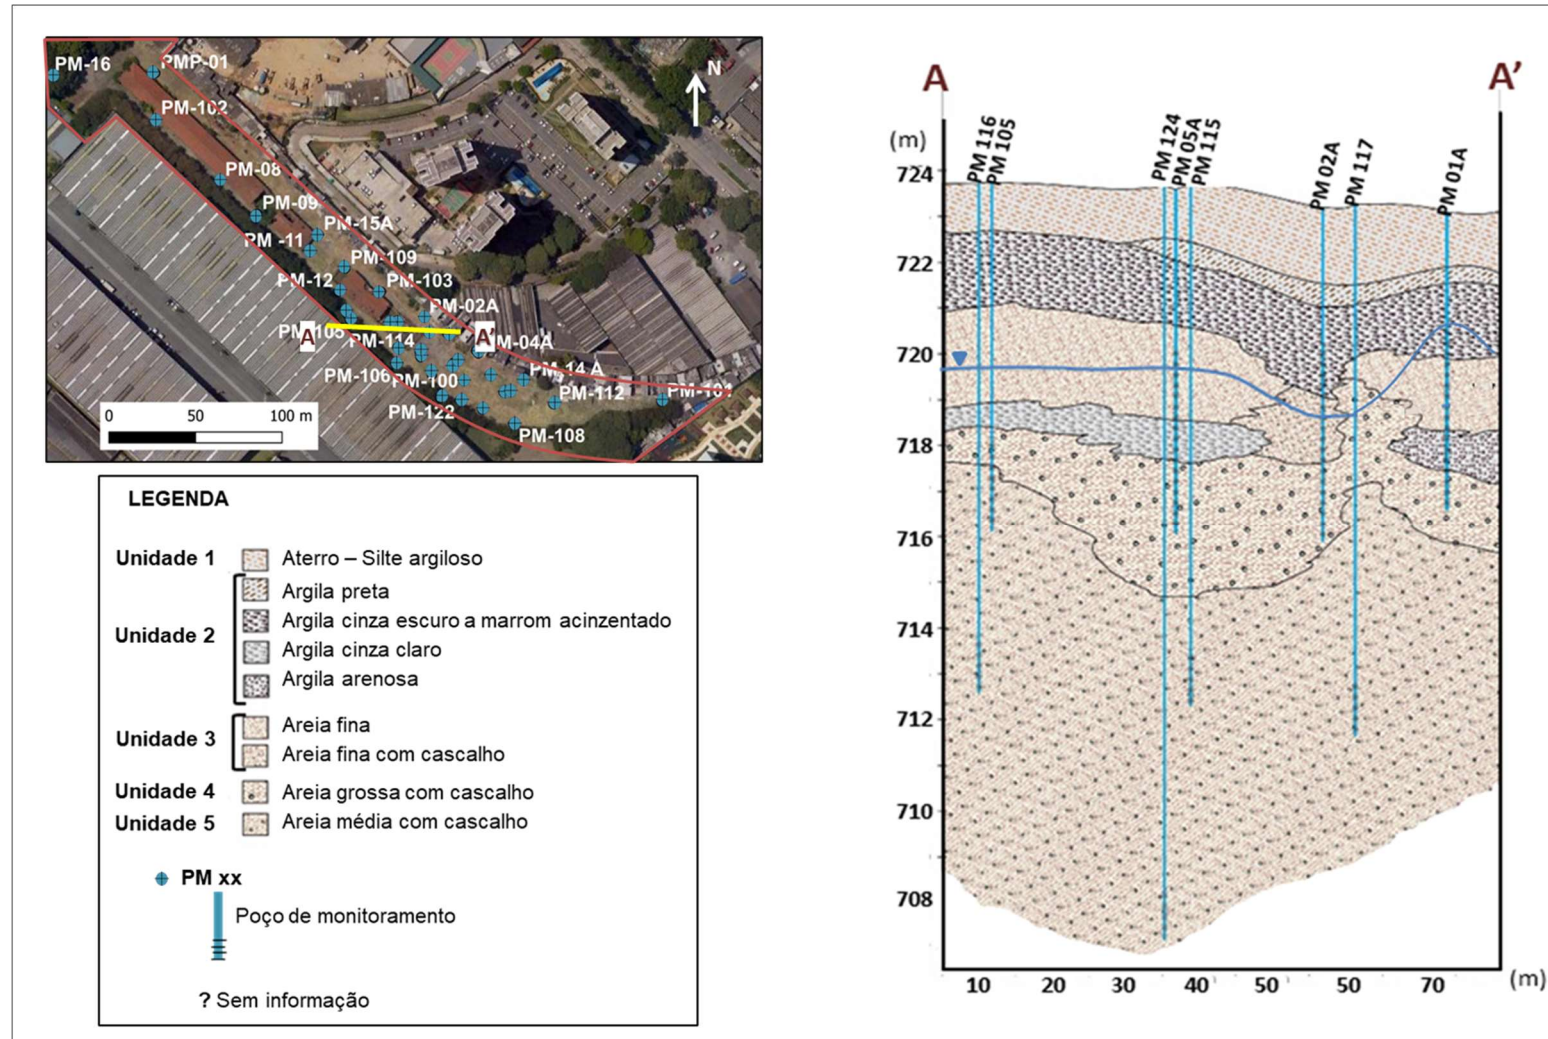 PM-16
PMP-01
PM-102
PM-08
PM-09
PM-15A
PM -11
PM-109
PM-12
PM-103
PM-02A
PM-105
A
A'
PM-114
M-04A
PM-106
PM-100
PM-14 A
PM-112
PM-101
PM-122
PM-108
N
0 50 100 m
LEGENDA
Unidade 1
Aterro – Silte argiloso
Argila preta
Unidade 2
Argila cinza escuro a marrom acinzentado
Argila cinza claro
Argila arenosa
Unidade 3
Areia fina
Areia fina com cascalho
Unidade 4
Areia grossa com cascalho
Unidade 5
Areia média com cascalho
PM xx
Poço de monitoramento
? Sem informação
A
A’
(m)
PM 116
PM 105
PM 124
PM 05A
PM 115
PM 02A
PM 117
PM 01A
724
722
720
718
716
714
712
710
708
10 20 30 40 50 50 70 (m)